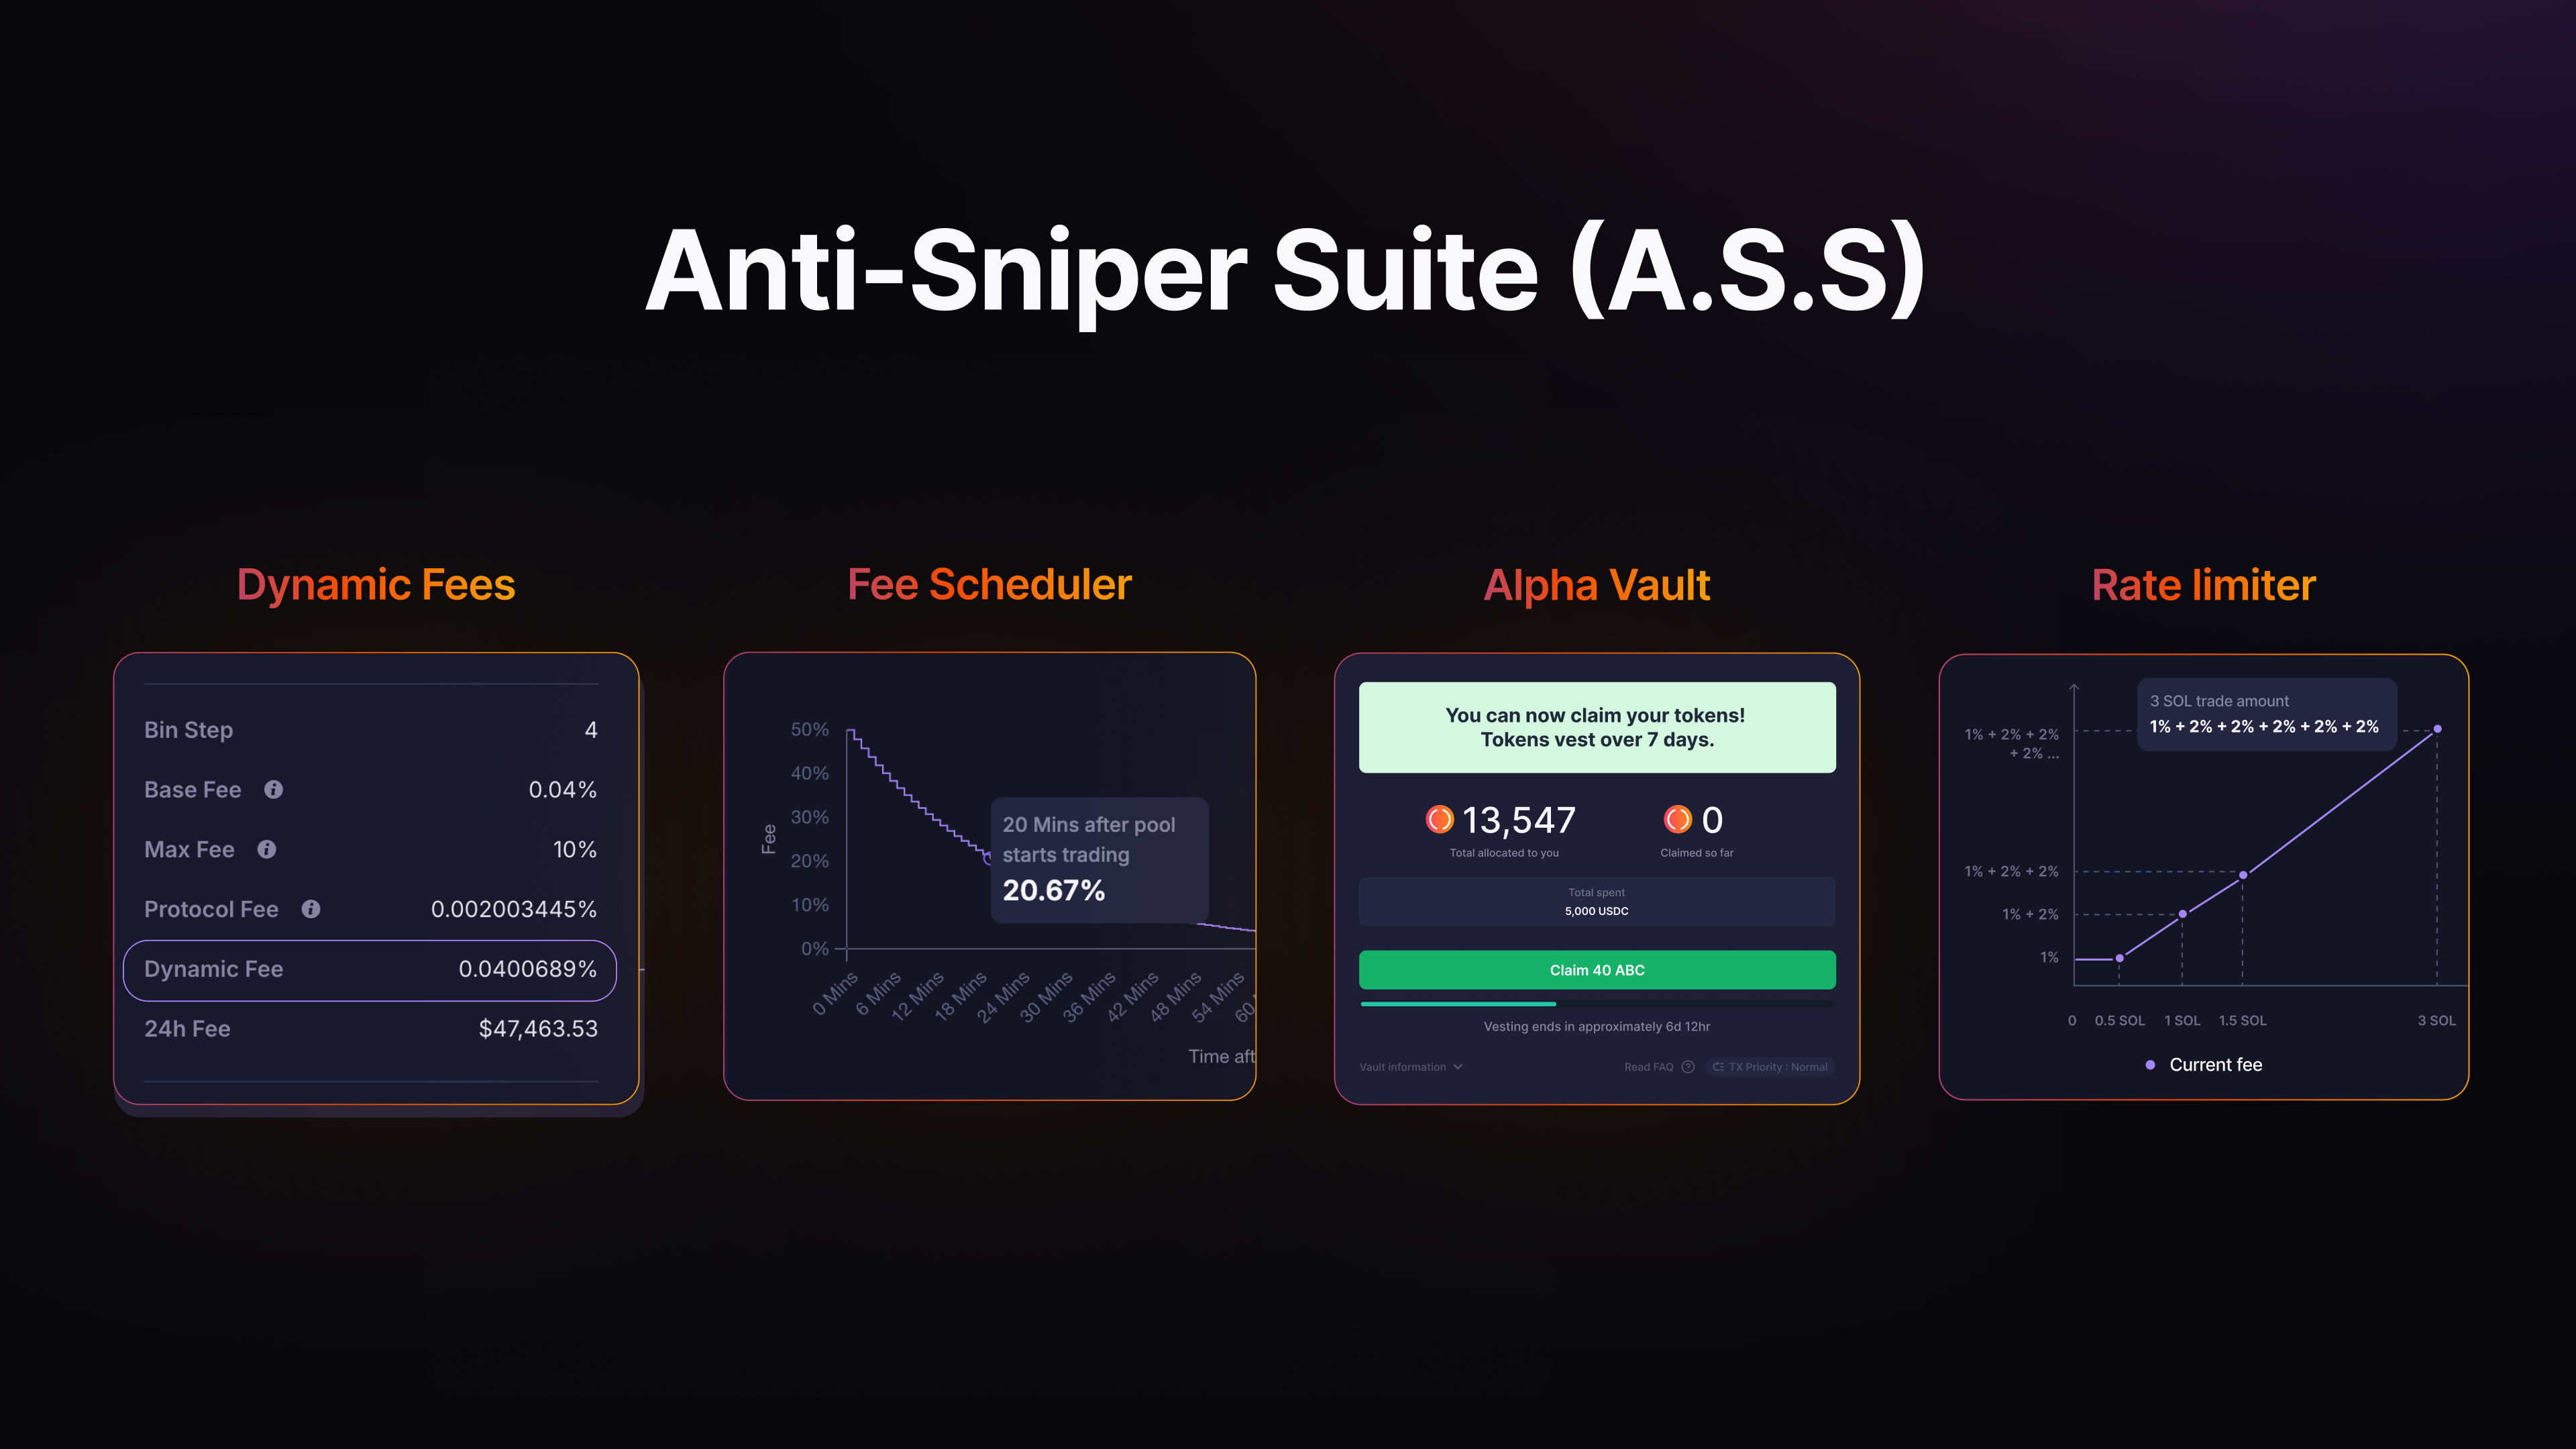 Anti-Sniper Suite (A.S.S)
Dynamic Fees
Bin Step 4
Base Fee 0.04%
Max Fee 10%
Protocol Fee 0.002003445%
Dynamic Fee 0.0400689%
24h Fee $47,463.53
Fee Scheduler
50%
40%
30%
20%
10%
0%
Fee
20 Mins after pool
starts trading
20.67%
0 Mins 6 Mins 12 Mins 18 Mins 24 Mins 30 Mins 36 Mins 42 Mins 48 Mins 54 Mins 60
Time aft
Alpha Vault
You can now claim your tokens!
Tokens vest over 7 days.
13,547 0
Total allocated to you Claimed so far
Total spent
5,000 USDC
Claim 40 ABC
Vesting ends in approximately 6d 12hr
Vault information Read FAQ TX Priority : Normal
Rate limiter
3 SOL trade amount
1% + 2% + 2% + 2% + 2% + 2%
1% + 2% + 2%
+ 2% ...
1% + 2% + 2%
1% + 2%
1%
0 0.5 SOL 1 SOL 1.5 SOL 3 SOL
Current fee